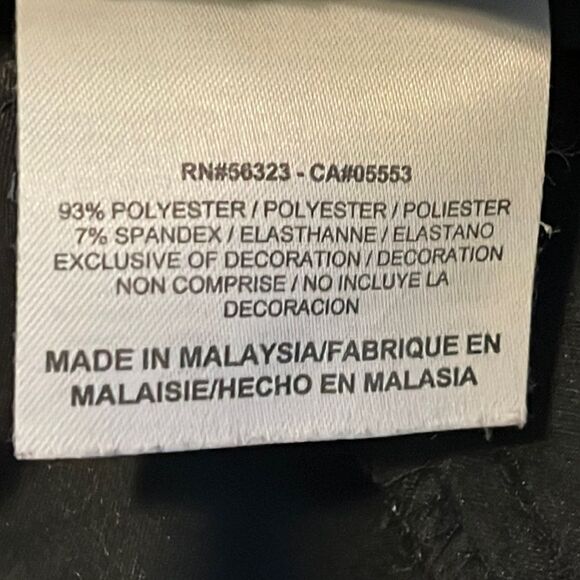 RN#56323 - CA#05553
93% POLYESTER / POLYESTER / POLIESTER
7% SPANDEX / ELASTHANNE / ELASTANO
EXCLUSIVE OF DECORATION / DECORATION
NON COMPRISE / NO INCLUYE LA
DECORACION
MADE IN MALAYSIA/FABRIQUE EN
MALAISIE/HECHO EN MALASIA